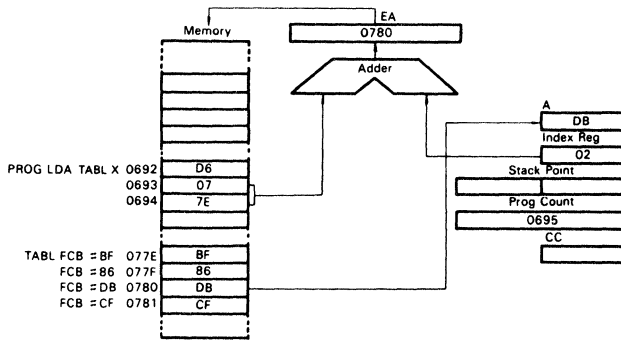 EA
Memory
0780
Adder
A
DB
Index Reg
02
PROG LDA TABL X 0692 D6
0693 07
0694 7E
Stack Point
Prog Count
0695
CC
TABL FCB = BF 077E BF
FCB = 86 077F 86
FCB = DB 0780 DB
FCB = CF 0781 CF